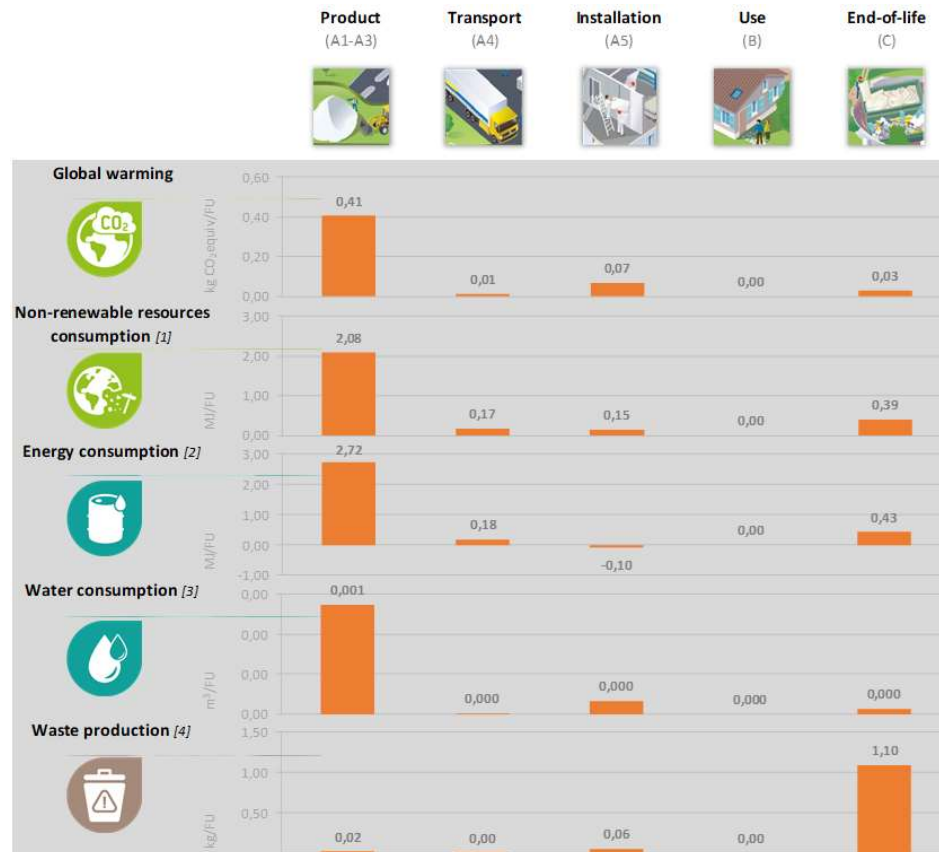 Product Transport Installation Use End-of-life
(A1-A3) (A4) (A5) (B) (C)
Global warming
CO₂
kg CO₂equiv/FU
0,60
0,40
0,20
0,00
0,41 0,01 0,07 0,00 0,03
Non-renewable resources
consumption [1]
MJ/FU
3,00
2,00
1,00
0,00
2,08 0,17 0,15 0,00 0,39
Energy consumption [2]
MJ/FU
3,00
2,00
1,00
0,00
-1,00
2,72 0,18 -0,10 0,00 0,43
Water consumption [3]
m³/FU
0,00
0,00
0,00
0,00
0,001 0,000 0,000 0,000 0,000
Waste production [4]
kg/FU
1,50
1,00
0,50
0,02 0,00 0,06 0,00 1,10